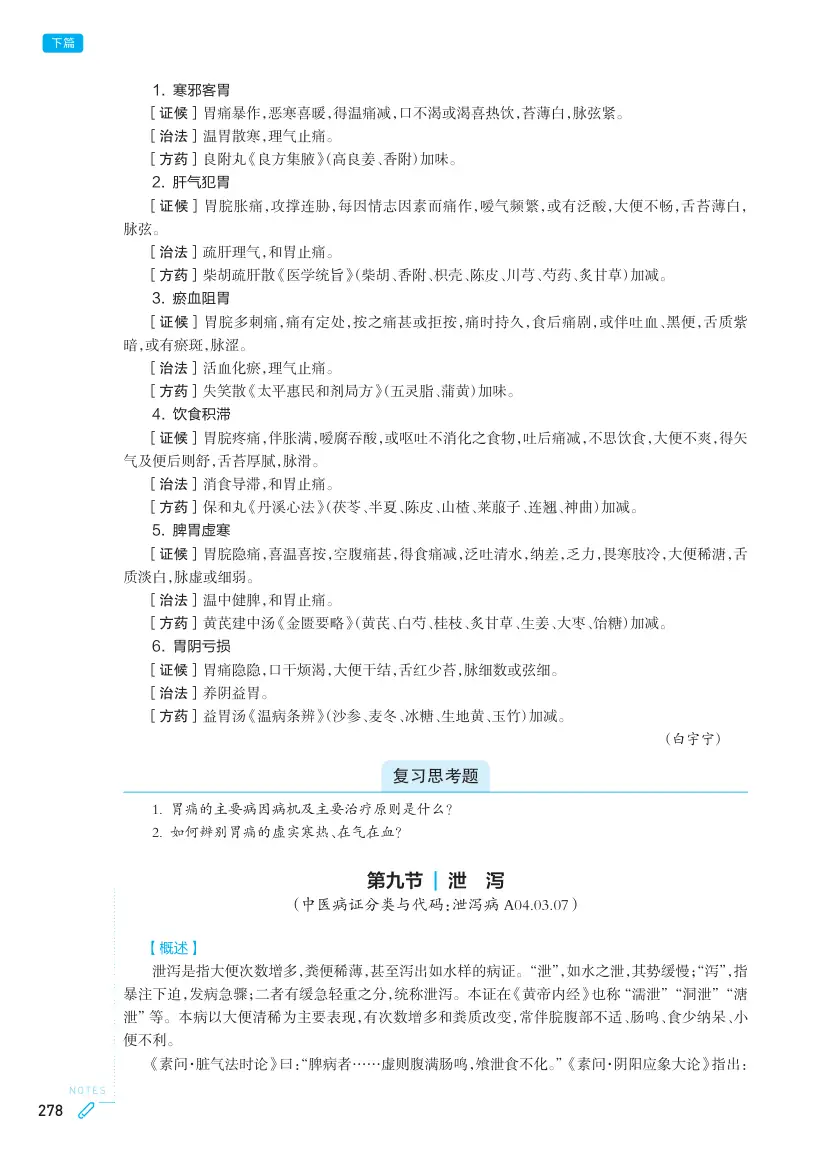 下篇
1. 寒邪客胃
［证候］胃痛暴作，恶寒喜暖，得温痛减，口不渴或渴喜热饮，苔薄白，脉弦紧。
［治法］温胃散寒，理气止痛。
［方药］良附丸《良方集腋》（高良姜、香附）加味。
2. 肝气犯胃
［证候］胃脘胀痛，攻撑连胁，每因情志因素而痛作，嗳气频繁，或有泛酸，大便不畅，舌苔薄白，
脉弦。
［治法］疏肝理气，和胃止痛。
［方药］柴胡疏肝散《医学统旨》（柴胡、香附、枳壳、陈皮、川芎、芍药、炙甘草）加减。
3. 瘀血阻胃
［证候］胃脘多刺痛，痛有定处，按之痛甚或拒按，痛时持久，食后痛剧，或伴吐血、黑便，舌质紫
暗，或有瘀斑，脉涩。
［治法］活血化瘀，理气止痛。
［方药］失笑散《太平惠民和剂局方》（五灵脂、蒲黄）加味。
4. 饮食积滞
［证候］胃脘疼痛，伴胀满，嗳腐吞酸，或呕吐不消化之食物，吐后痛减，不思饮食，大便不爽，得矢
气及便后则舒，舌苔厚腻，脉滑。
［治法］消食导滞，和胃止痛。
［方药］保和丸《丹溪心法》（茯苓、半夏、陈皮、山楂、莱菔子、连翘、神曲）加减。
5. 脾胃虚寒
［证候］胃脘隐痛，喜温喜按，空腹痛甚，得食痛减，泛吐清水，纳差，乏力，畏寒肢冷，大便稀溏，舌
质淡白，脉虚或细弱。
［治法］温中健脾，和胃止痛。
［方药］黄芪建中汤《金匮要略》（黄芪、白芍、桂枝、炙甘草、生姜、大枣、饴糖）加减。
6. 胃阴亏损
［证候］胃痛隐隐，口干烦渴，大便干结，舌红少苔，脉细数或弦细。
［治法］养阴益胃。
［方药］益胃汤《温病条辨》（沙参、麦冬、冰糖、生地黄、玉竹）加减。
（白宇宁）
复习思考题
1. 胃痛的主要病因病机及主要治疗原则是什么？
2. 如何辨别胃痛的虚实寒热、在气在血？
第九节｜泄　泻
（中医病证分类与代码：泄泻病 A04.03.07）
【概述】
泄泻是指大便次数增多，粪便稀薄，甚至泻出如水样的病证。“泄”，如水之泄，其势缓慢；“泻”，指
暴注下迫，发病急骤；二者有缓急轻重之分，统称泄泻。本证在《黄帝内经》也称“濡泄”“洞泄”“溏
泄”等。本病以大便清稀为主要表现，有次数增多和粪质改变，常伴脘腹部不适、肠鸣、食少纳呆、小
便不利。
《素问·脏气法时论》曰：“脾病者……虚则腹满肠鸣，飧泄食不化。”《素问·阴阳应象大论》指出：
NOTES
278